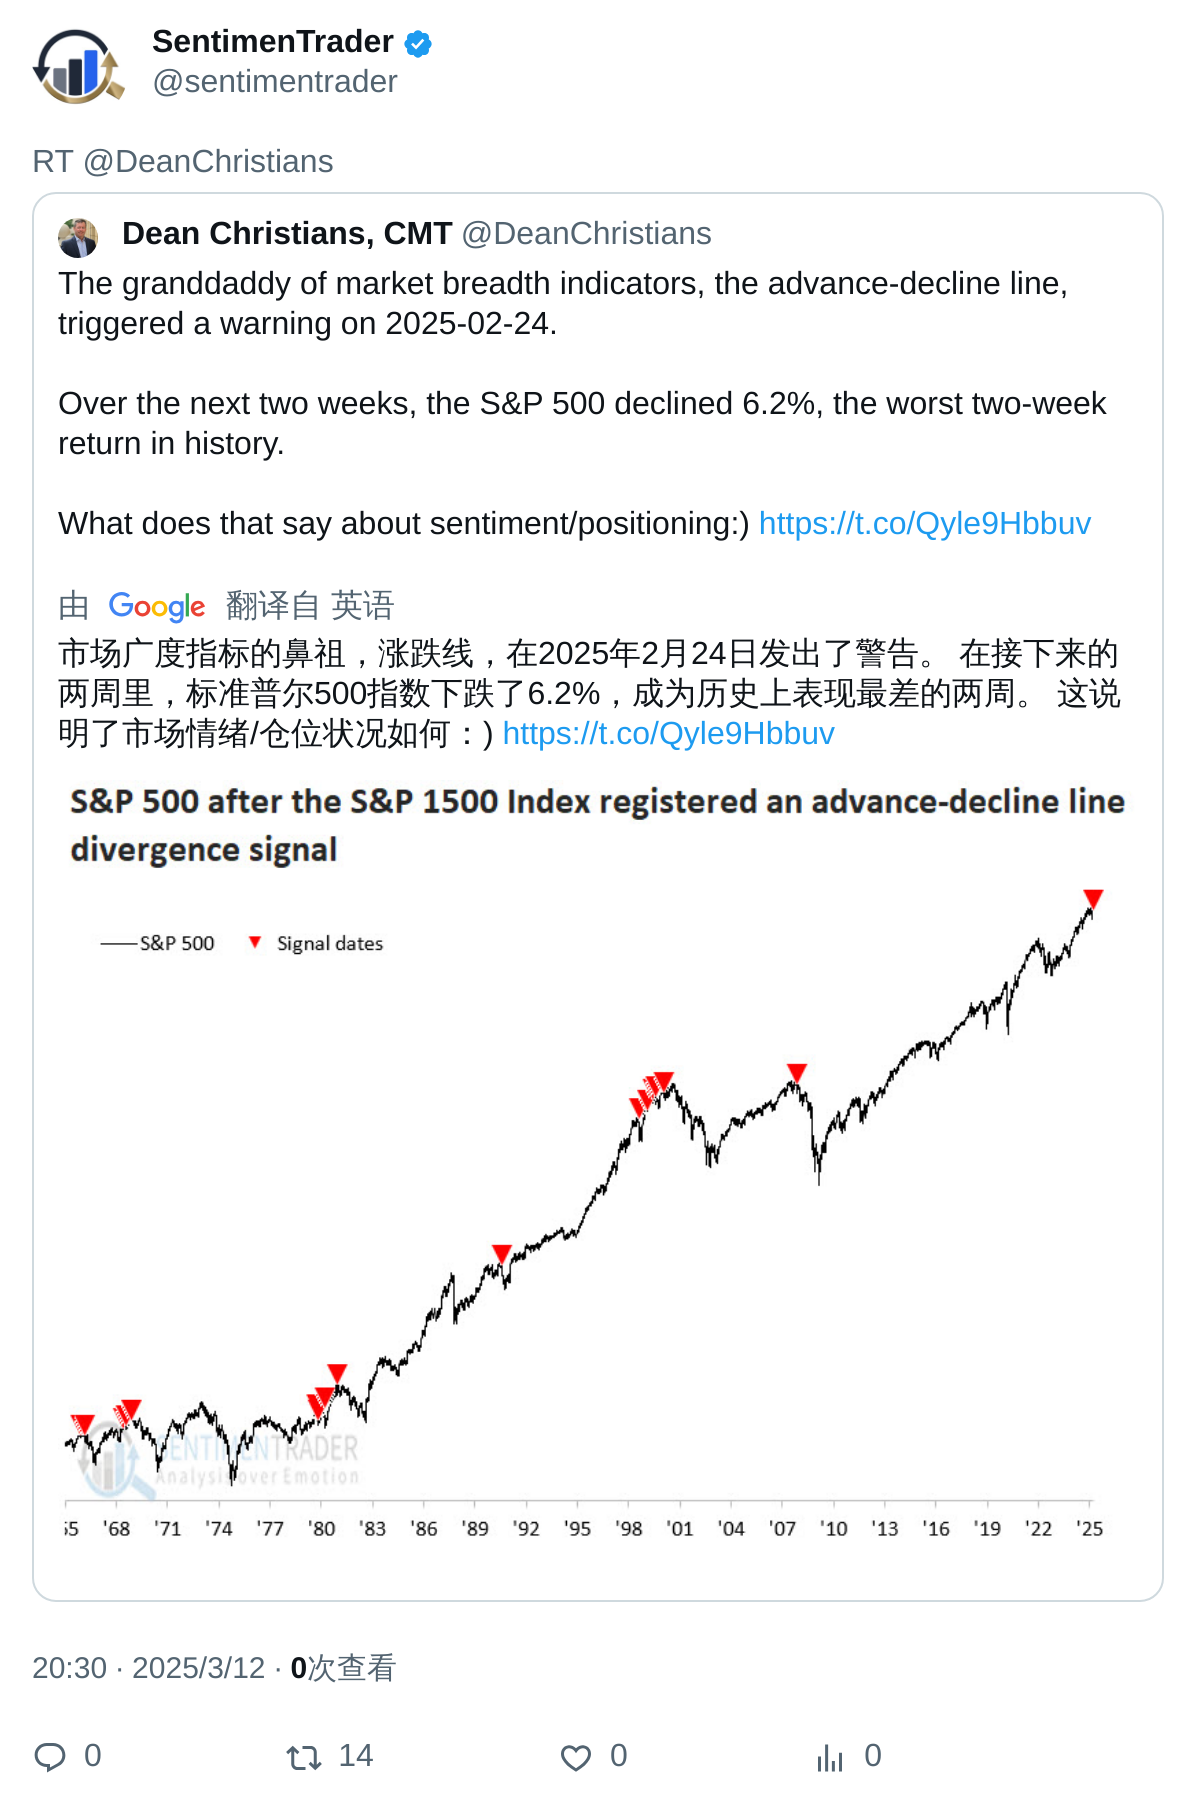 SentimenTrader
@sentimentrader
RT @DeanChristians
Dean Christians, CMT @DeanChristians
The granddaddy of market breadth indicators, the advance-decline line,
triggered a warning on 2025-02-24.
Over the next two weeks, the S&P 500 declined 6.2%, the worst two-week
return in history.
What does that say about sentiment/positioning:) https://t.co/Qyle9Hbbuv
由 Google 翻译自 英语
市场广度指标的鼻祖，涨跌线，在2025年2月24日发出了警告。 在接下来的
两周里，标准普尔500指数下跌了6.2%，成为历史上表现最差的两周。 这说
明了市场情绪/仓位状况如何：) https://t.co/Qyle9Hbbuv
S&P 500 after the S&P 1500 Index registered an advance-decline line
divergence signal
S&P 500 Signal dates
SENTIMENTRADER
Analysis over Emotion
'68 '71 '74 '77 '80 '83 '86 '89 '92 '95 '98 '01 '04 '07 '10 '13 '16 '19 '22 '25
20:30 · 2025/3/12 · 0次查看
0 14 0 0